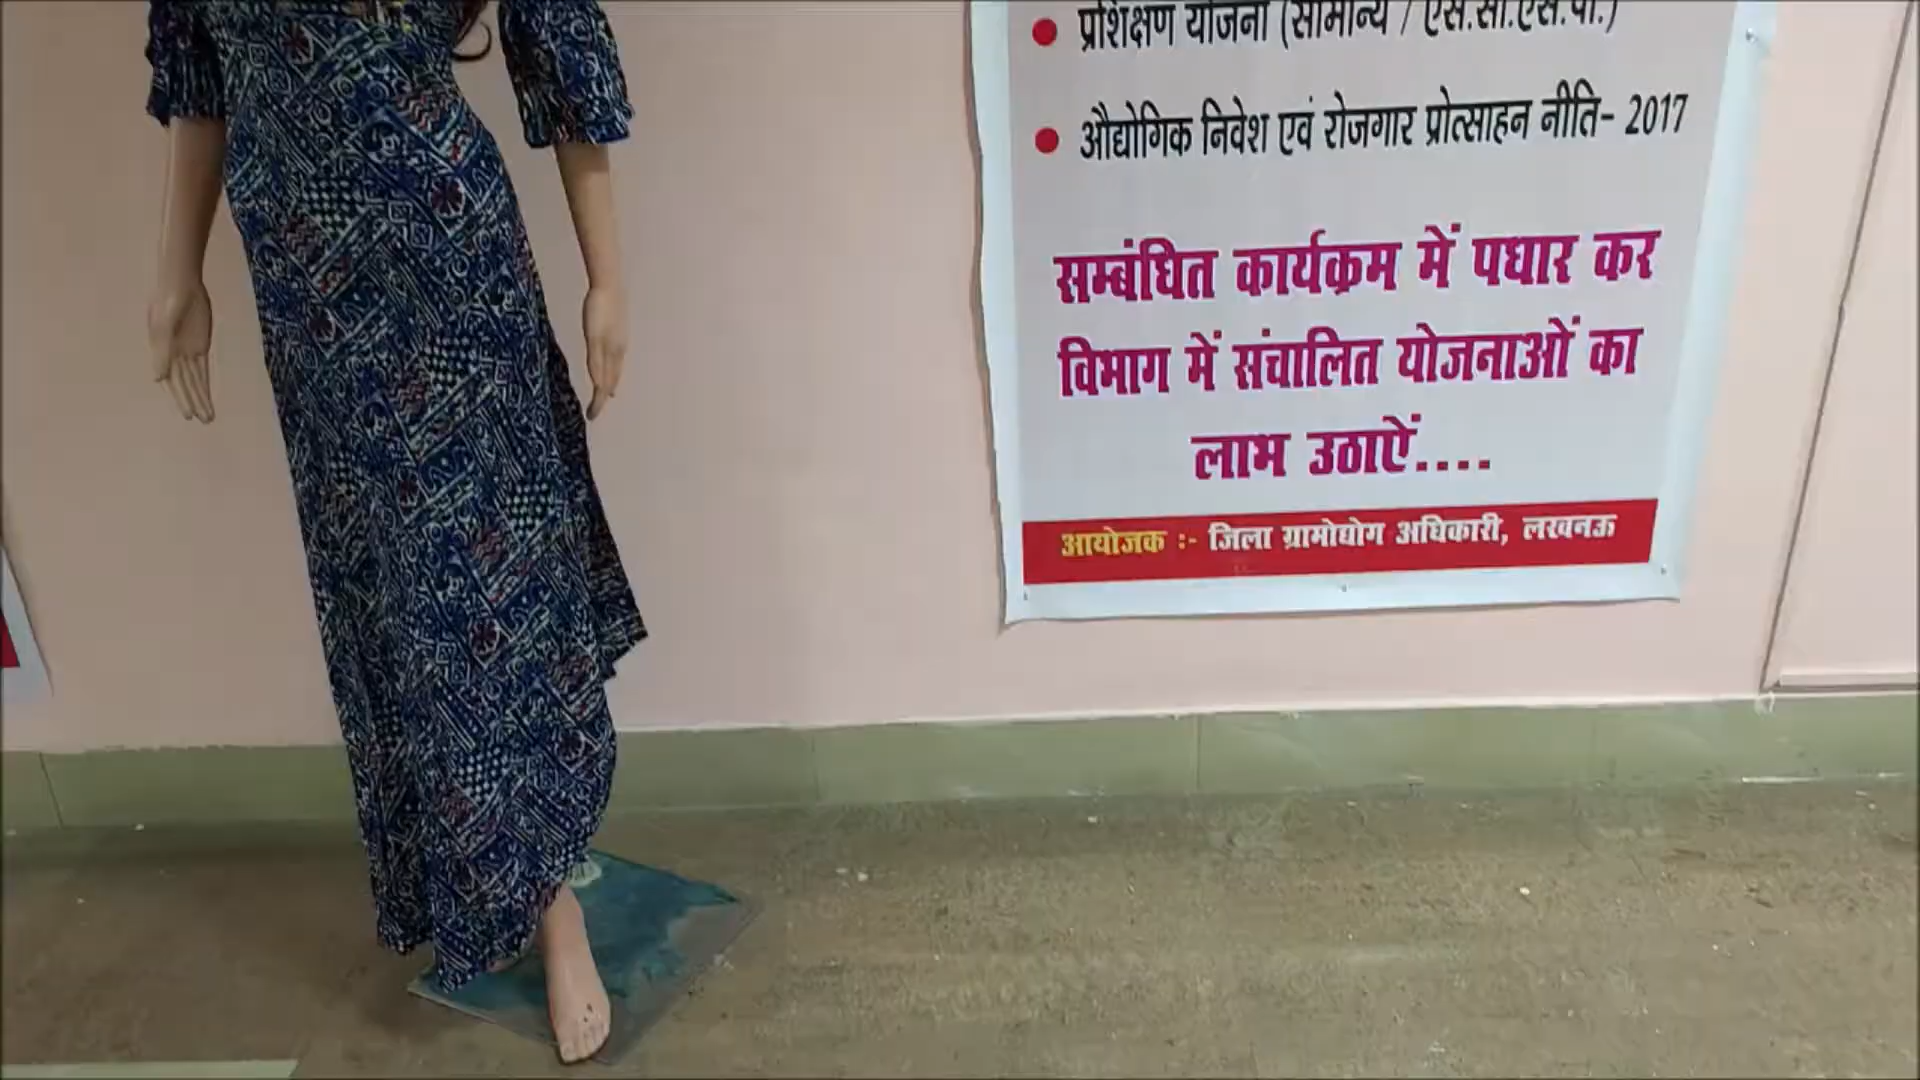 प्रशिक्षण योजना (सामान्य / एस.सी.एस.पी.)
औद्योगिक निवेश एवं रोजगार प्रोत्साहन नीति- 2017
सम्बंधित कार्यक्रम में पधार कर
विभाग में संचालित योजनाओं का
लाभ उठाऐं....
आयोजक :- जिला ग्रामोद्योग अधिकारी, लखनऊ